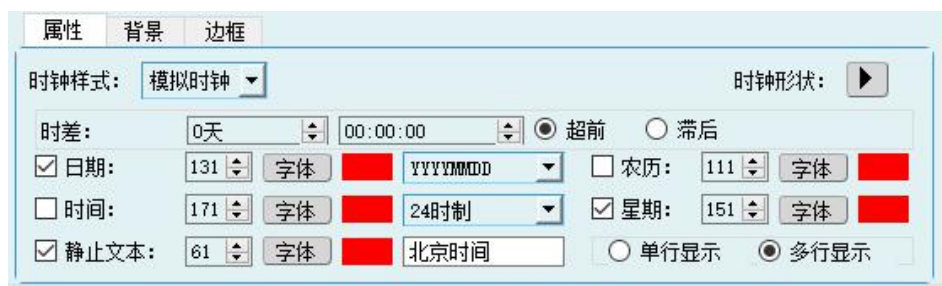 属性 背景 边框
时钟样式： 模拟时钟 时钟形状：
时差： 0天 00:00:00 超前 滞后
日期： 131 字体 YYYYMMDD 农历： 111 字体
时间： 171 字体 24时制 星期： 151 字体
静止文本： 61 字体 北京时间 单行显示 多行显示